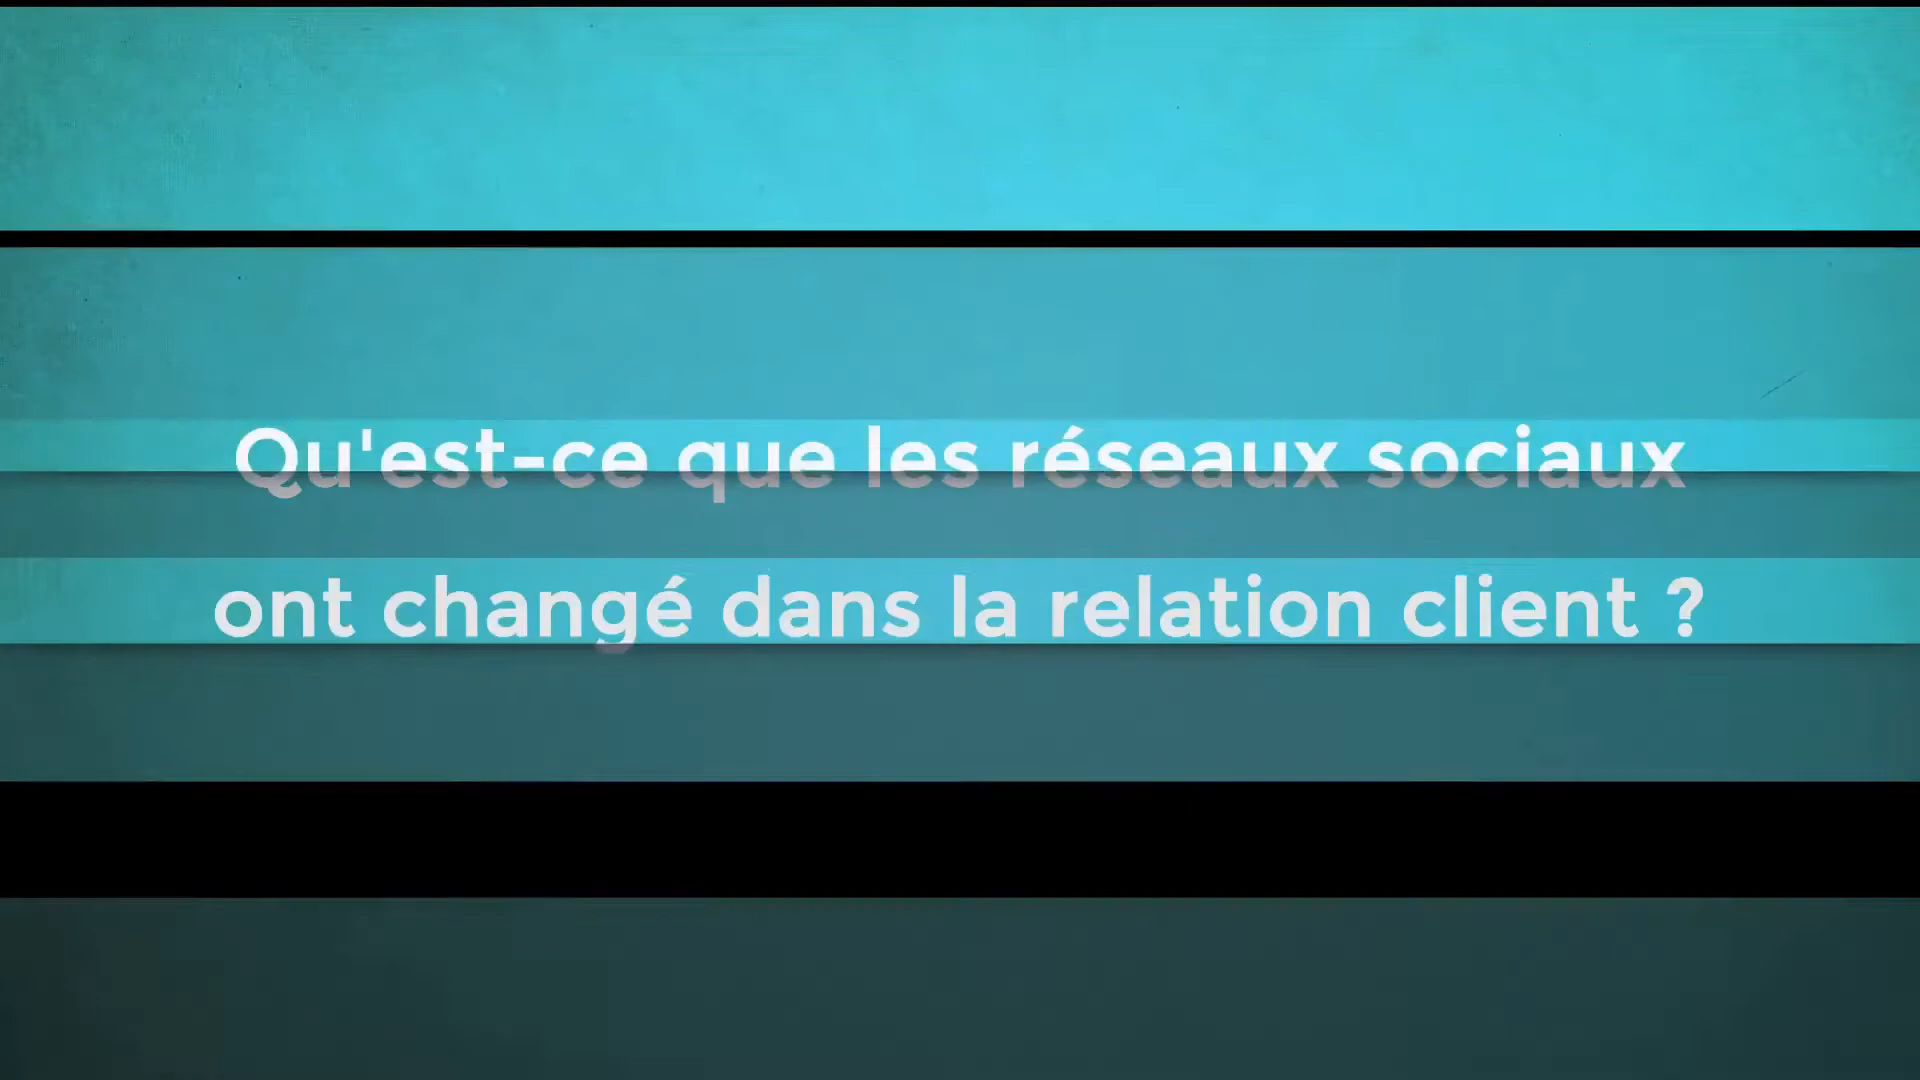 Qu'est-ce que les réseaux sociaux
ont changé dans la relation client ?